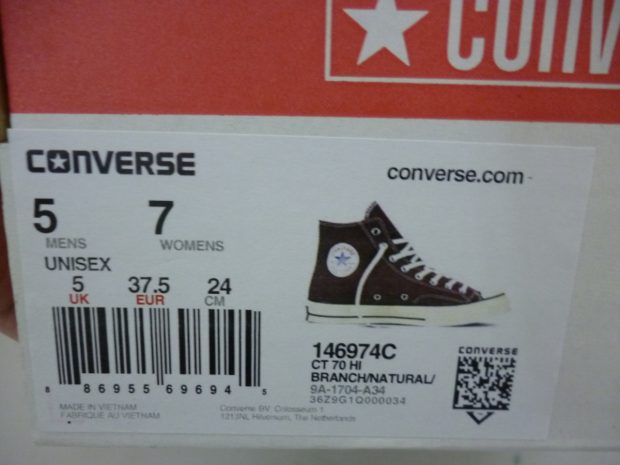 CONVERSE
converse.com
5 7
MENS WOMENS
UNISEX
5 37.5 24
UK EUR CM
8 86955 69694 5
MADE IN VIETNAM
FABRIQUE AU VIETNAM
Converse BV Colosseum 1
1213NL Hilversum, The Netherlands
146974C
CT 70 HI
BRANCH/NATURAL/
9A-1704-A34
36Z9G1Q000034
CONVERSE